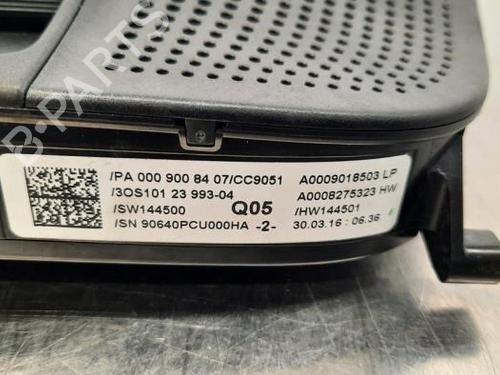 /PA 000 900 84 07/CC9051 A0009018503 LP
/3OS101 23 993-04 A0008275323 HW
/SW144500 Q05 /HW144501
/SN 90640PCU000HA -2- 30.03.16 : 06.36
B-PARTS